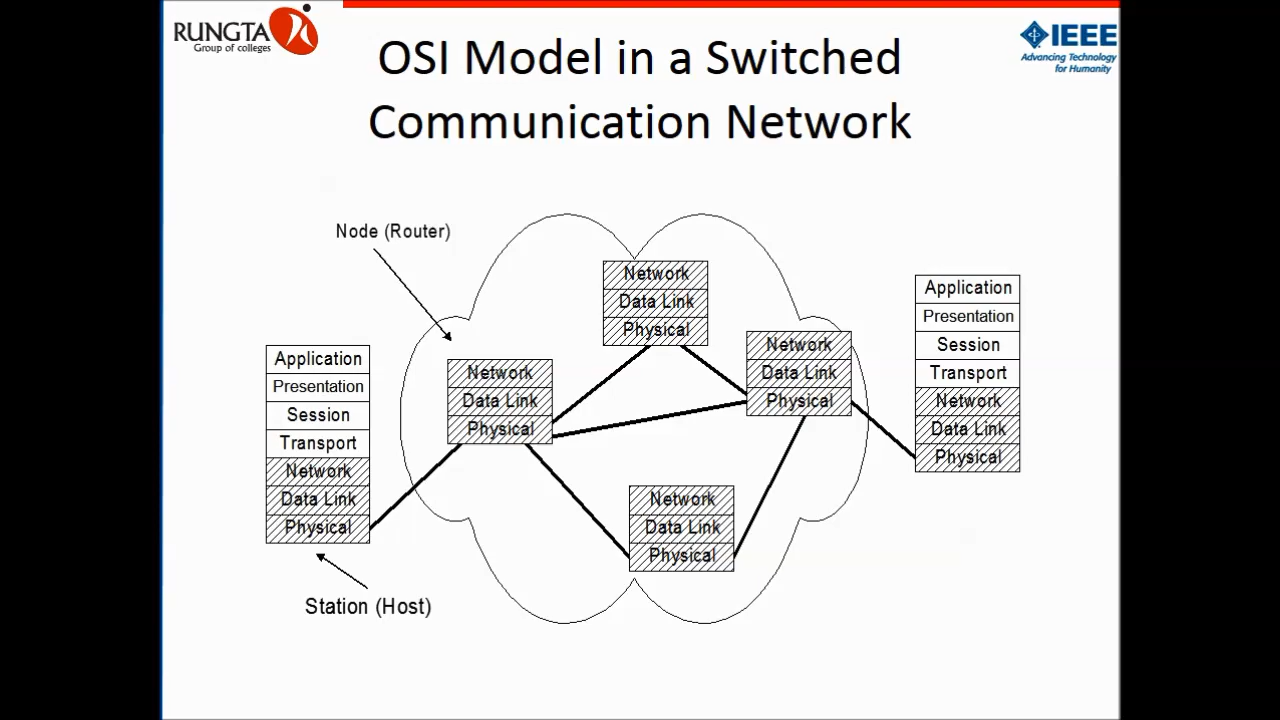 RUNGTA
Group of colleges
IEEE
Advancing Technology
for Humanity
OSI Model in a Switched
Communication Network
Node (Router)
Network
Data Link
Physical
Application
Presentation
Session
Transport
Network
Data Link
Physical
Network
Data Link
Physical
Network
Data Link
Physical
Application
Presentation
Session
Transport
Network
Data Link
Physical
Network
Data Link
Physical
Station (Host)